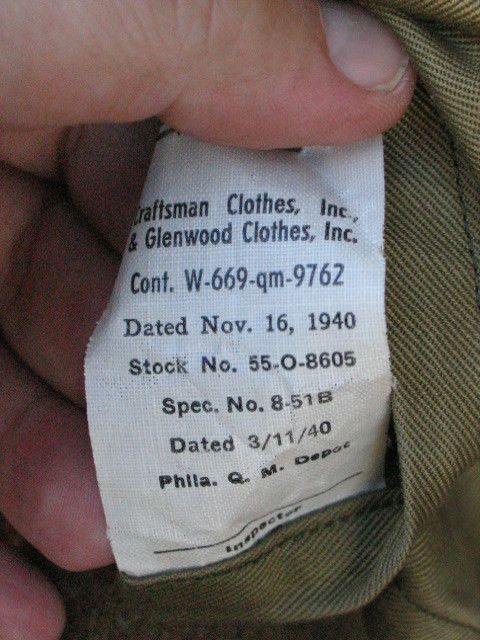 Craftsman Clothes, Inc.,
& Glenwood Clothes, Inc.
Cont. W-669-qm-9762
Dated Nov. 16, 1940
Stock No. 55-O-8605
Spec. No. 8-51B
Dated 3/11/40
Phila. Q. M. Depot
Inspector